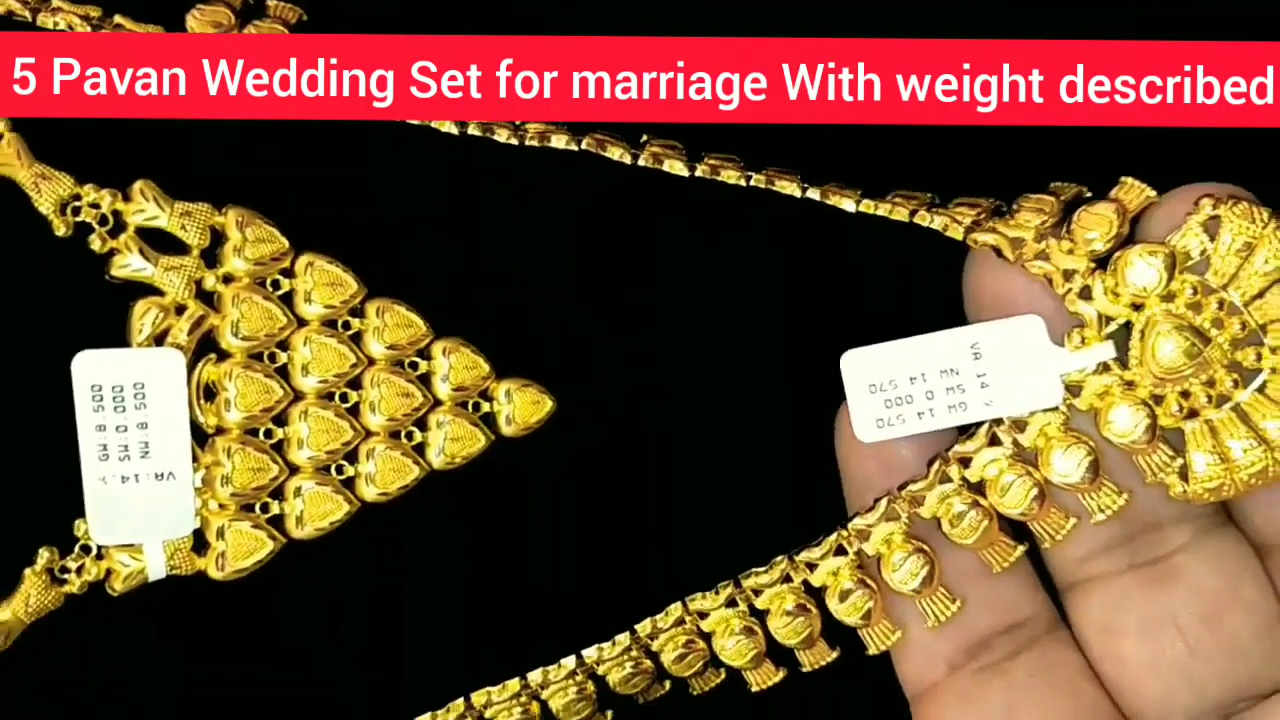 5 Pavan Wedding Set for marriage With weight described
GW:8.500
SW:0.000
NW:8.500
VA:14.%
VA 14 %
GW 14 570
SW 0 000
NW 14 570